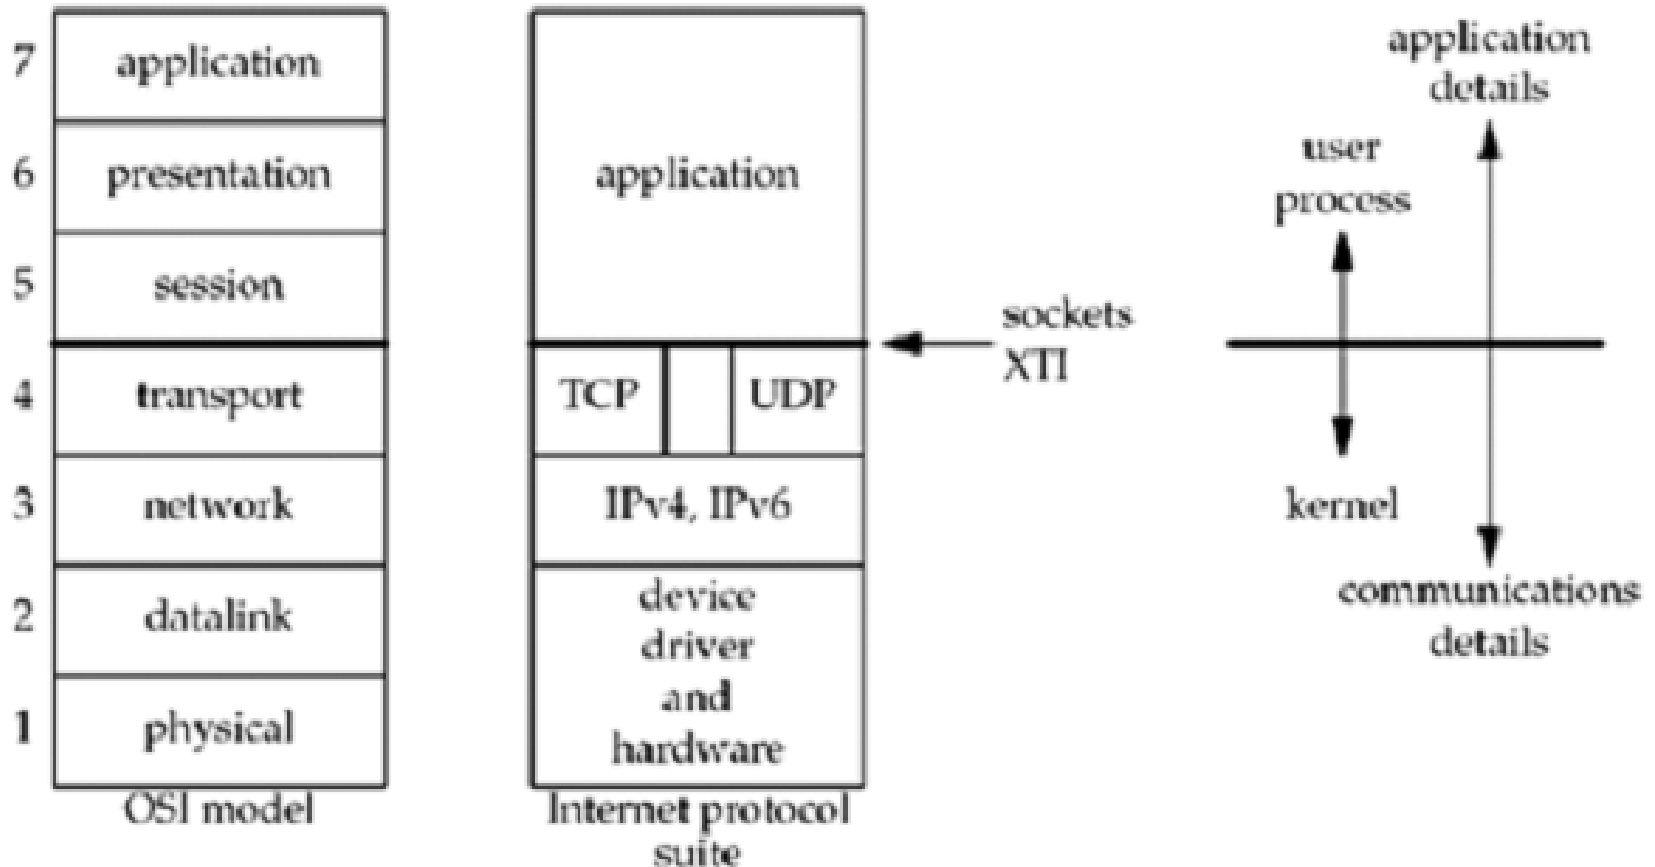 7
application
6
presentation
5
session
4
transport
3
network
2
datalink
1
physical
OSI model
application
TCP
UDP
IPv4, IPv6
device
driver
and
hardware
Internet protocol
suite
sockets
XTI
user
process
kernel
application
details
communications
details